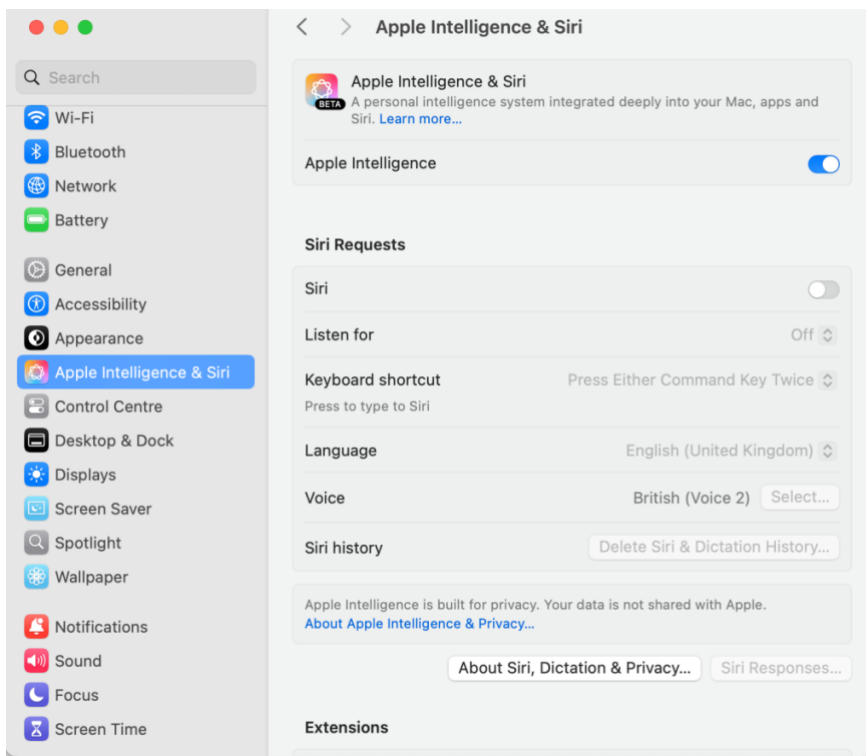 Search
Wi-Fi
Bluetooth
Network
Battery
General
Accessibility
Appearance
Apple Intelligence & Siri
Control Centre
Desktop & Dock
Displays
Screen Saver
Spotlight
Wallpaper
Notifications
Sound
Focus
Screen Time
Apple Intelligence & Siri
BETA
Apple Intelligence & Siri
A personal intelligence system integrated deeply into your Mac, apps and
Siri. Learn more...
Apple Intelligence
Siri Requests
Siri
Listen for Off
Keyboard shortcut Press Either Command Key Twice
Press to type to Siri
Language English (United Kingdom)
Voice British (Voice 2) Select...
Siri history Delete Siri & Dictation History...
Apple Intelligence is built for privacy. Your data is not shared with Apple.
About Apple Intelligence & Privacy...
About Siri, Dictation & Privacy... Siri Responses...
Extensions